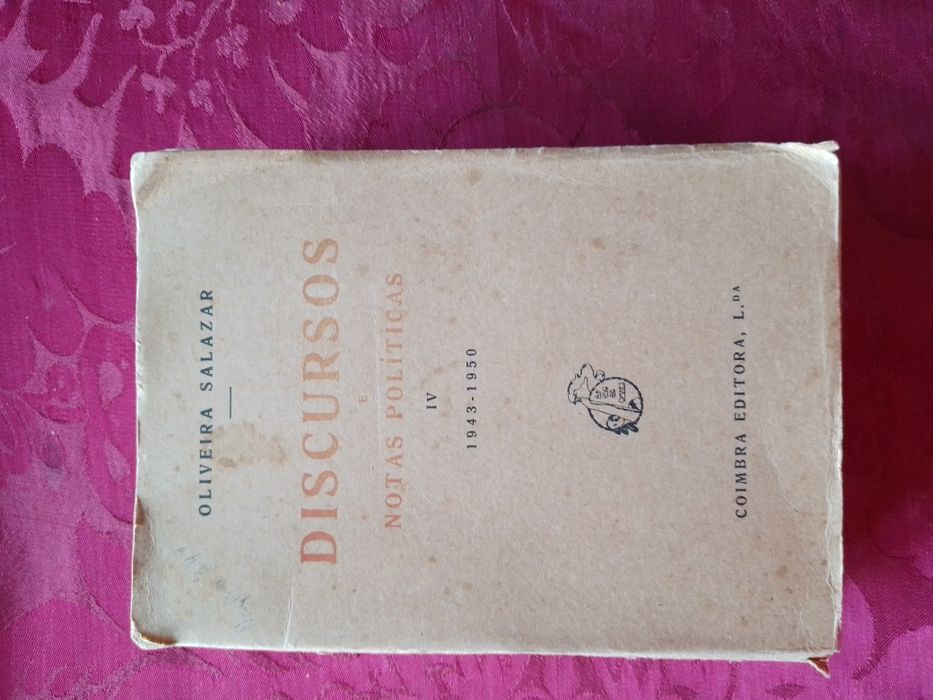 OLIVEIRA SALAZAR
DISCURSOS
E
NOTAS POLÍTICAS
IV
1943-1950
COIMBRA EDITORA, L.DA